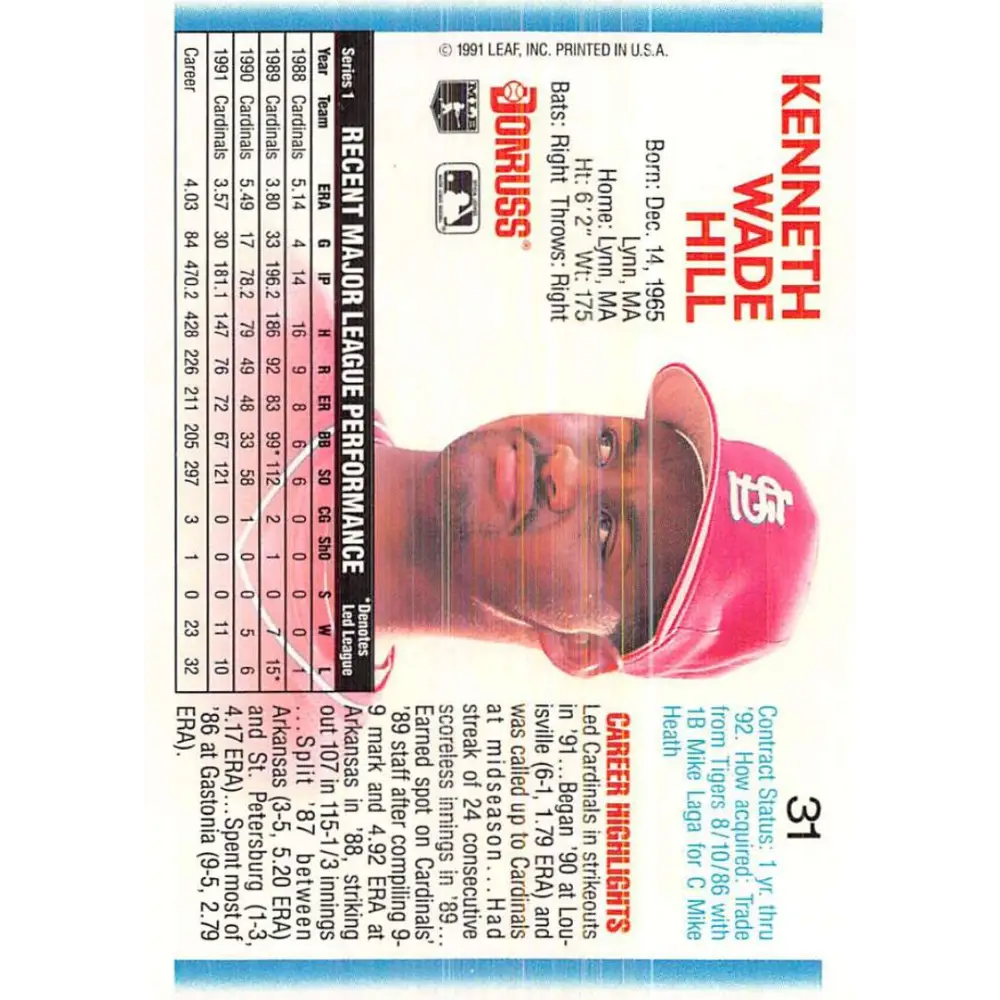 31
KENNETH
WADE
HILL
Born: Dec. 14, 1965
Lynn, MA
Home: Lynn, MA
Ht: 6'2" Wt: 175
Bats: Right Throws: Right
DONRUSS®
MLB
© 1991 LEAF, INC. PRINTED IN U.S.A.
StL
Contract Status: 1 yr. thru
'92. How acquired: Trade
from Tigers 8/10/86 with
1B Mike Laga for C Mike
Heath
CAREER HIGHLIGHTS
Led Cardinals in strikeouts
in '91...Began '90 at Lou-
isville (6-1, 1.79 ERA) and
was called up to Cardinals
at midseason...Had
streak of 24 consecutive
scoreless innings in '89...
Earned spot on Cardinals'
'89 staff after compiling 9-
9 mark and 4.92 ERA at
Arkansas in '88, striking
out 107 in 115-1/3 innings
...Split '87 between
Arkansas (3-5, 5.20 ERA)
and St. Petersburg (1-3,
4.17 ERA)...Spent most of
'86 at Gastonia (9-5, 2.79
ERA).
Series 1 RECENT MAJOR LEAGUE PERFORMANCE *Denotes Led League
Year Team ERA G IP H R ER BB SO CG ShO S W L
1988 Cardinals 5.14 4 14 16 9 8 6 6 0 0 0 0 1
1989 Cardinals 3.80 33 196.2 186 92 83 99* 112 2 1 0 7 15*
1990 Cardinals 5.49 17 78.2 79 49 48 33 58 1 0 0 5 6
1991 Cardinals 3.57 30 181.1 147 76 72 67 121 0 0 0 11 10
Career 4.03 84 470.2 428 226 211 205 297 3 1 0 23 32